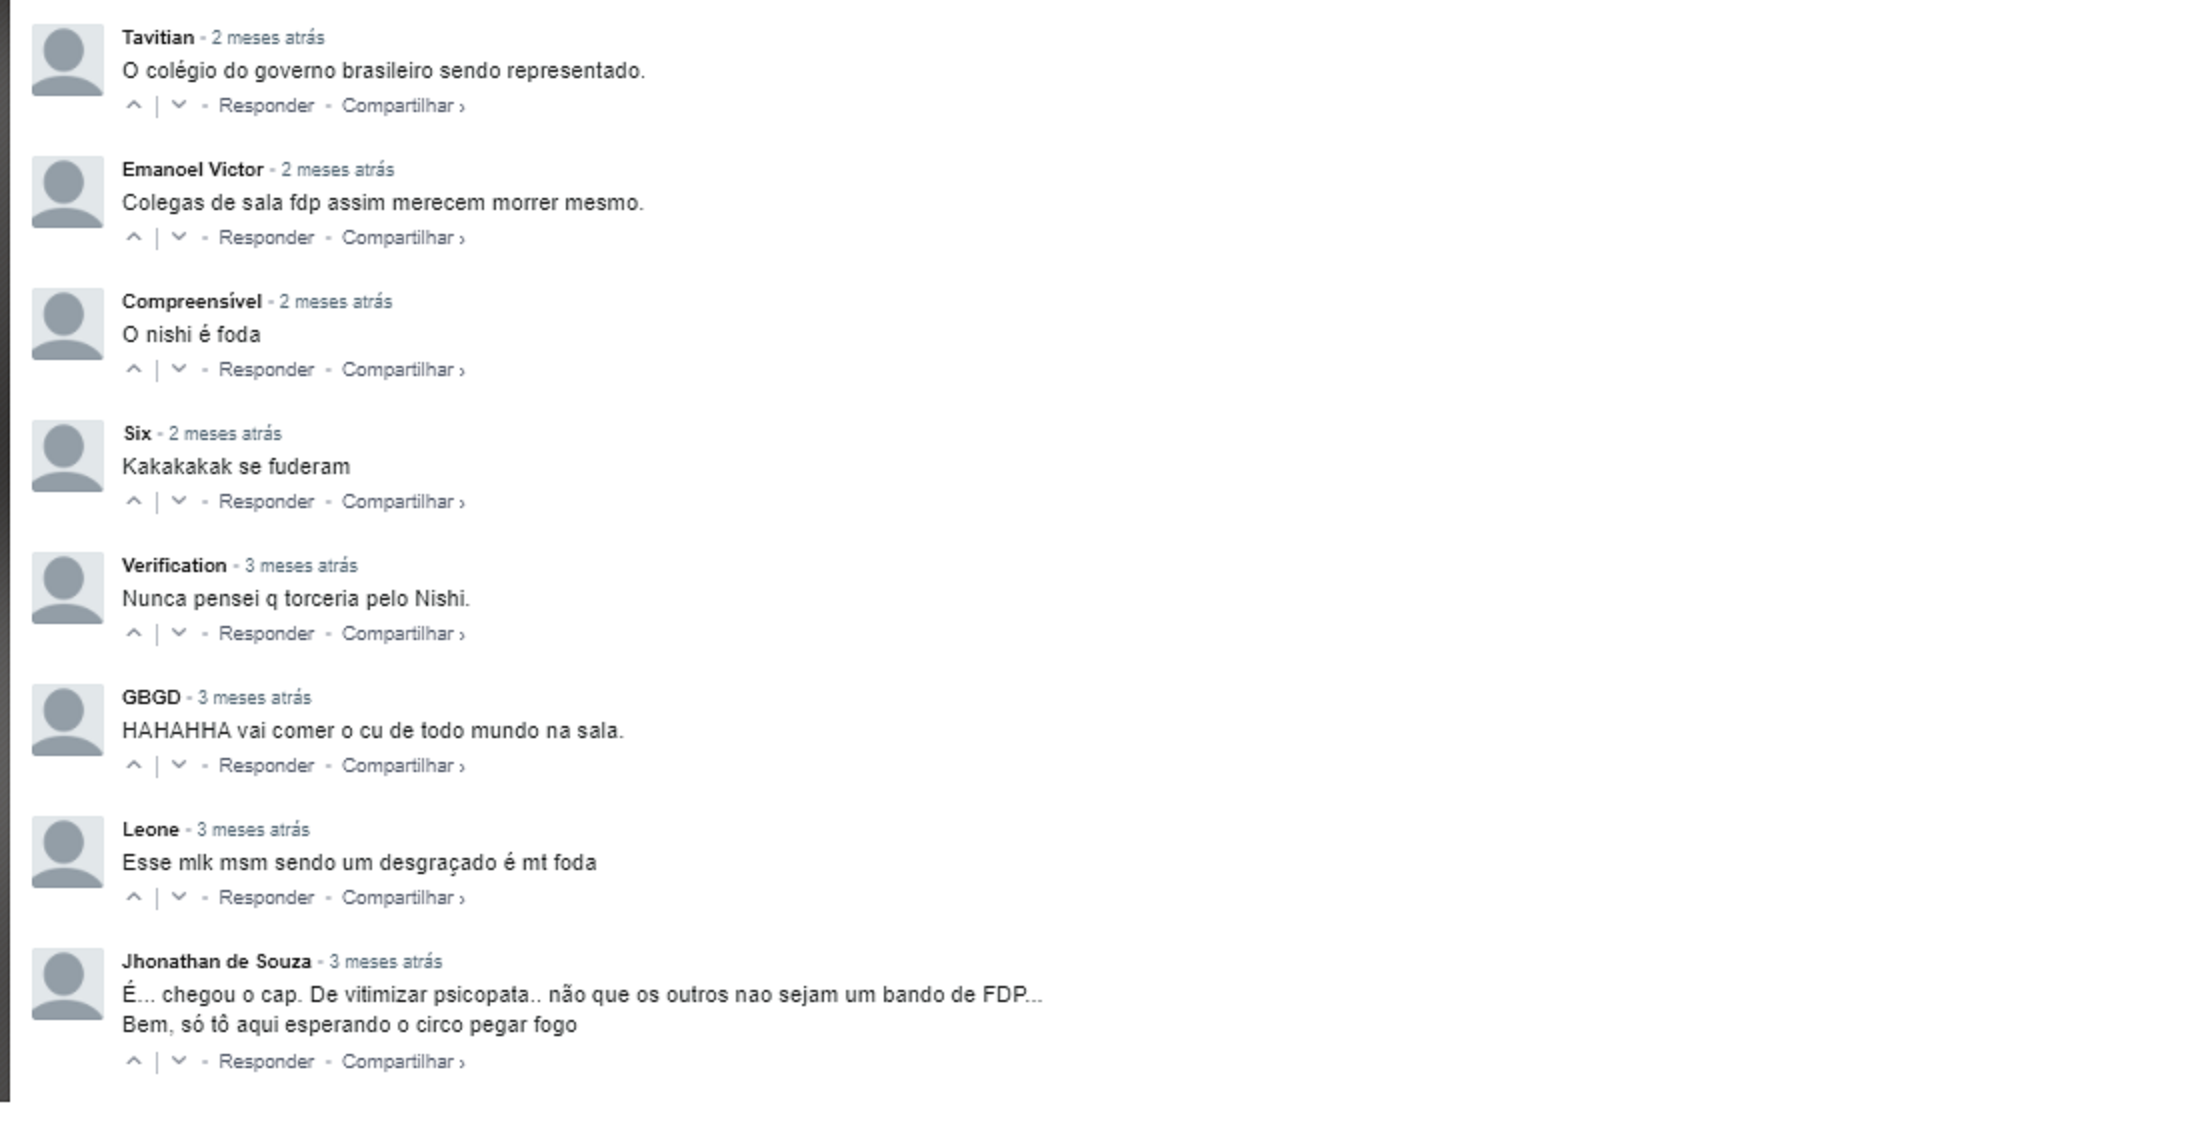 Tavitian - 2 meses atrás
O colégio do governo brasileiro sendo representado.
Responder - Compartilhar ›
Emanoel Victor - 2 meses atrás
Colegas de sala fdp assim merecem morrer mesmo.
Responder - Compartilhar ›
Compreensível - 2 meses atrás
O nishi é foda
Responder - Compartilhar ›
Six - 2 meses atrás
Kakakakak se fuderam
Responder - Compartilhar ›
Verification - 3 meses atrás
Nunca pensei q torceria pelo Nishi.
Responder - Compartilhar ›
GBGD - 3 meses atrás
HAHAHHA vai comer o cu de todo mundo na sala.
Responder - Compartilhar ›
Leone - 3 meses atrás
Esse mlk msm sendo um desgraçado é mt foda
Responder - Compartilhar ›
Jhonathan de Souza - 3 meses atrás
É... chegou o cap. De vitimizar psicopata.. não que os outros nao sejam um bando de FDP...
Bem, só tô aqui esperando o circo pegar fogo
Responder - Compartilhar ›